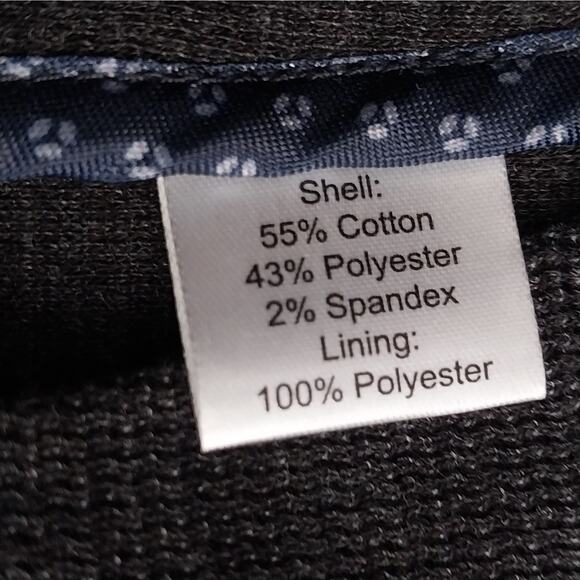 Shell:
55% Cotton
43% Polyester
2% Spandex
Lining:
100% Polyester